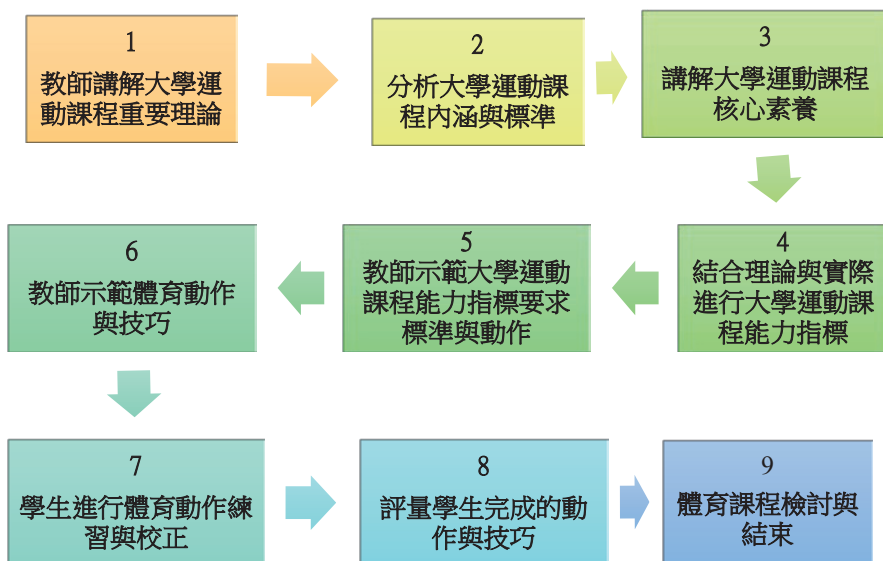 1
教師講解大學運
動課程重要理論
2
分析大學運動課
程內涵與標準
3
講解大學運動課程
核心素養
4
結合理論與實際
進行大學運動課
程能力指標
5
教師示範大學運動
課程能力指標要求
標準與動作
6
教師示範體育動作
與技巧
7
學生進行體育動作練
習與校正
8
評量學生完成的動
作與技巧
9
體育課程檢討與
結束